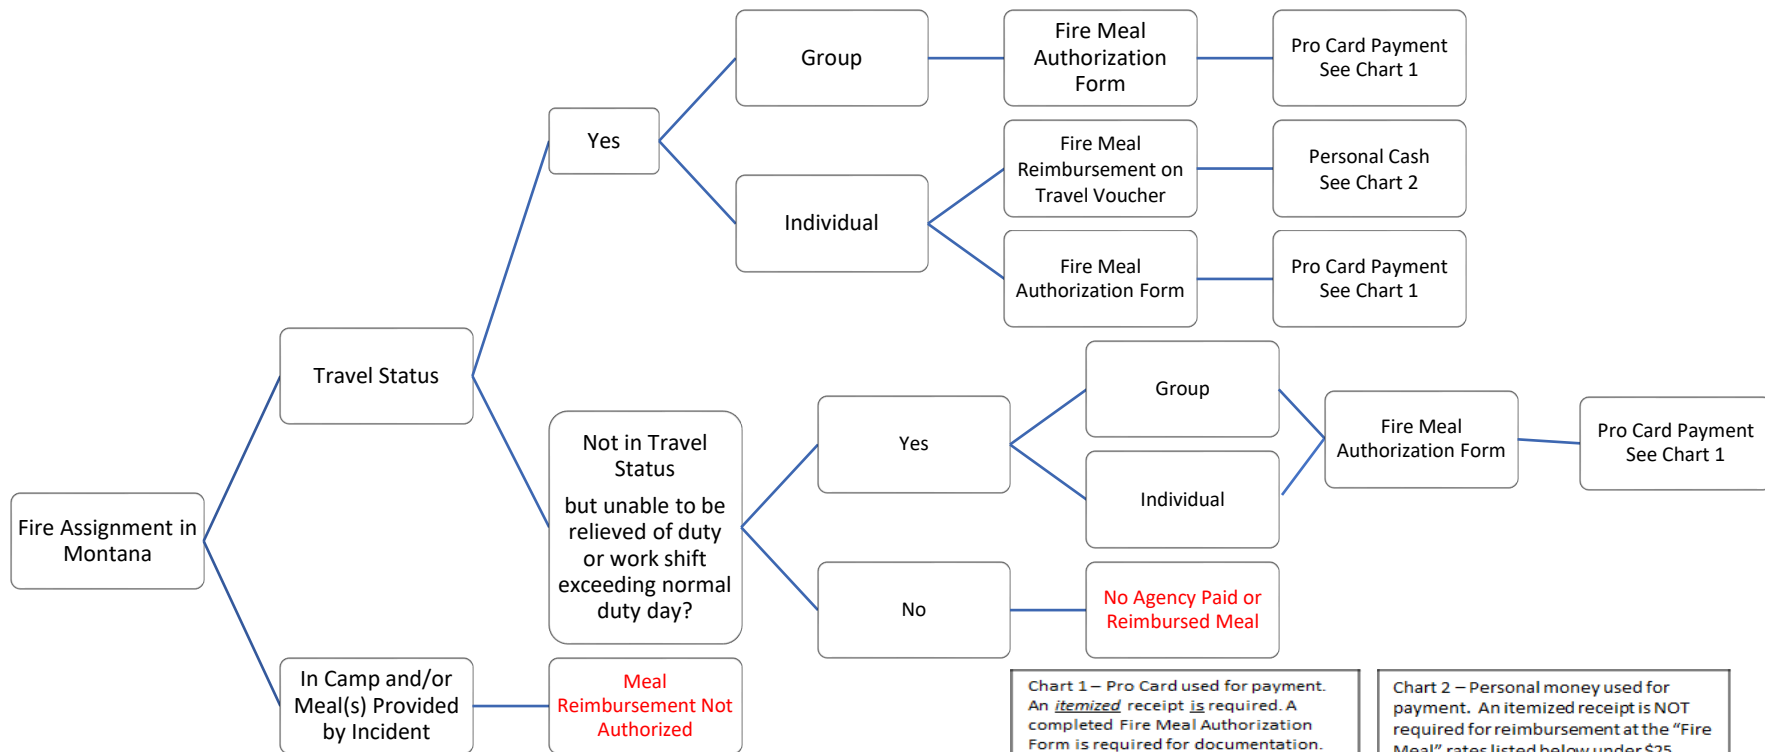 Fire Assignment in
Montana
Travel Status
In Camp and/or
Meal(s) Provided
by Incident
Yes
Not in Travel
Status
but unable to be
relieved of duty
or work shift
exceeding normal
duty day?
Meal
Reimbursement Not
Authorized
Group
Individual
Fire Meal
Authorization
Form
Pro Card Payment
See Chart 1
Fire Meal
Reimbursement on
Travel Voucher
Personal Cash
See Chart 2
Fire Meal
Authorization Form
Pro Card Payment
See Chart 1
Yes
No
Group
Individual
No Agency Paid or
Reimbursed Meal
Fire Meal
Authorization Form
Pro Card Payment
See Chart 1
Chart 1 – Pro Card used for payment.
An itemized receipt is required. A
completed Fire Meal Authorization
Form is required for documentation.
Chart 2 – Personal money used for
payment. An itemized receipt is NOT
required for reimbursement at the "Fire
Meal" rates listed below under $25